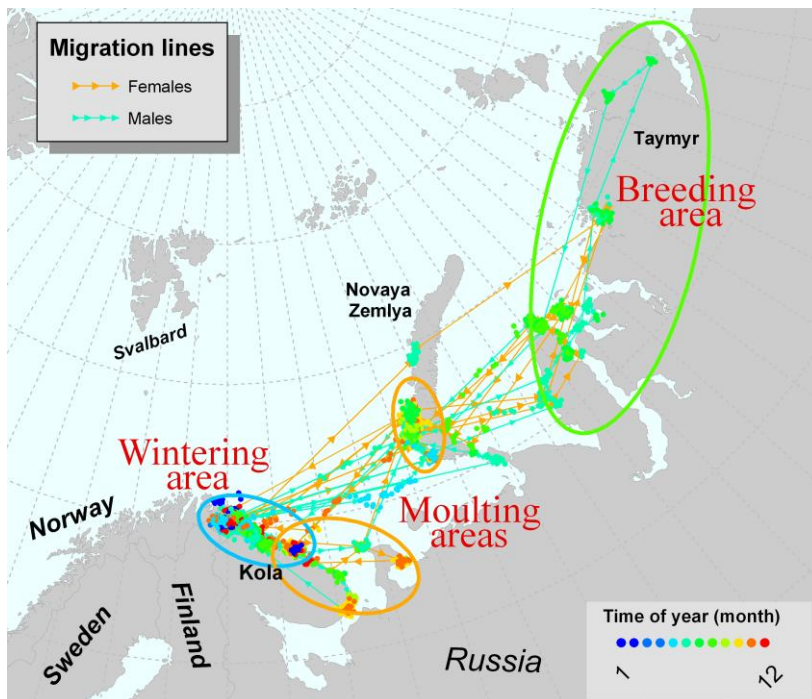 Migration lines
Females
Males
Taymyr
Breeding
area
Novaya
Zemlya
Svalbard
Wintering
area
Norway
Moulting
areas
Kola
Sweden
Finland
Russia
Time of year (month)
1
12